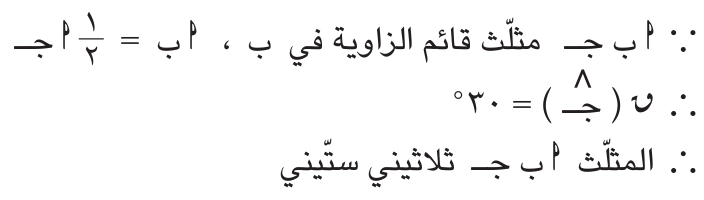 ∵ أ ب جـ مثلّث قائم الزاوية في ب ، أ ب = ١/٢ أ جـ
∴ ق ( جـ^ ) = ٣٠°
∴ المثلّث أ ب جـ ثلاثيني ستّيني